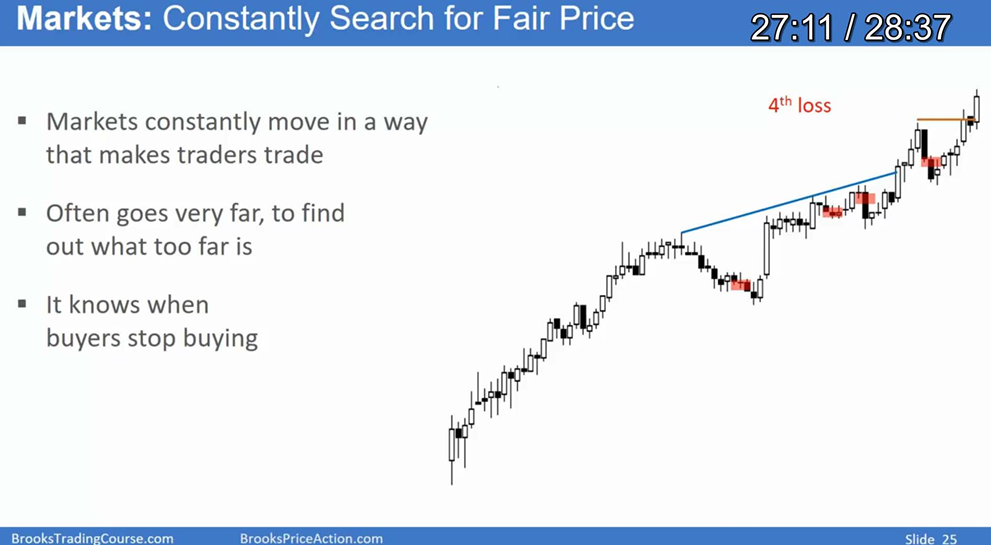 Markets: Constantly Search for Fair Price
27:11 / 28:37
▪ Markets constantly move in a way
that makes traders trade
▪ Often goes very far, to find
out what too far is
▪ It knows when
buyers stop buying
4th loss
BrooksTradingCourse.com
BrooksPriceAction.com
Slide 25